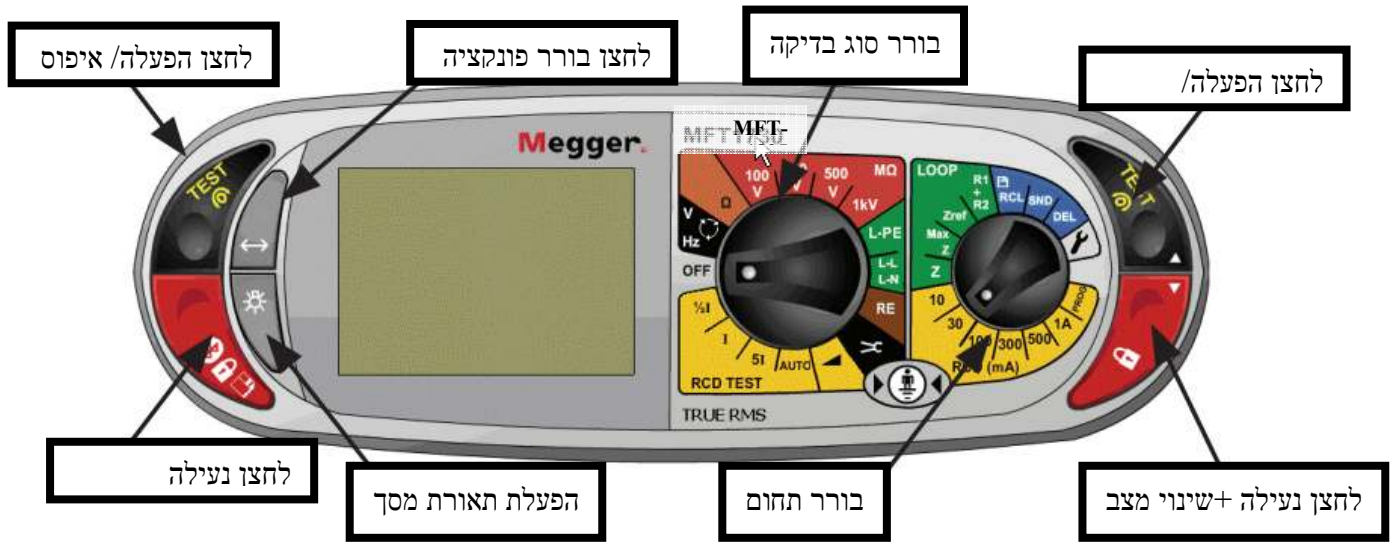 לחצן הפעלה/ איפוס
לחצן בורר פונקציה
בורר סוג בדיקה
לחצן הפעלה/
Megger.
MFT-
TEST
TEST
100 V
500 V
1kV
MΩ
Ω
V
Hz
OFF
L-PE
L-L
L-N
RE
½I
I
5I
AUTO
RCD TEST
TRUE RMS
LOOP
R1
+
R2
Zref
Max
Z
Z
RCL
SND
DEL
10
30
100
300
500
1A
PROG
(mA)
לחצן נעילה
הפעלת תאורת מסך
בורר תחום
לחצן נעילה +שינוי מצב